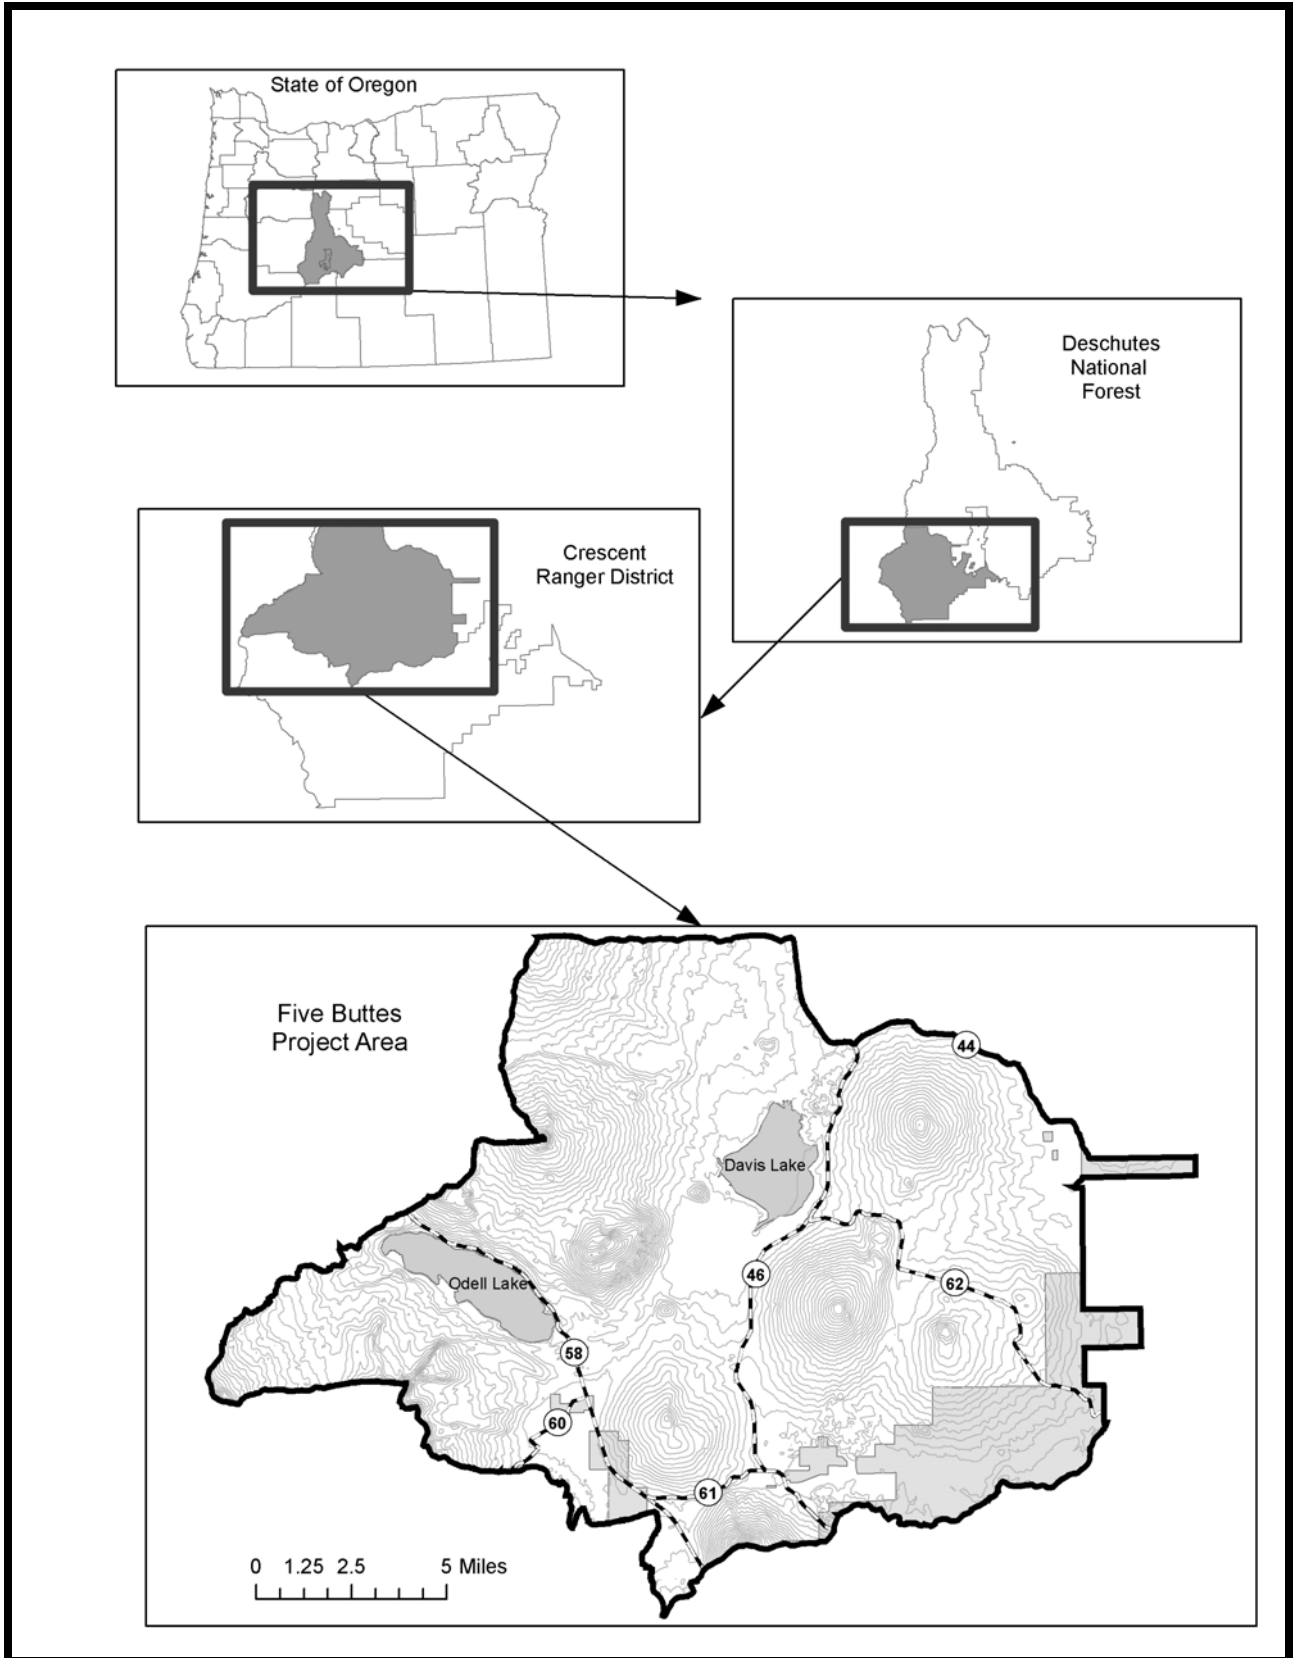 State of Oregon
Deschutes
National
Forest
Crescent
Ranger District
Five Buttes
Project Area
44
Davis Lake
46
62
Odell Lake
58
60
61
0 1.25 2.5 5 Miles